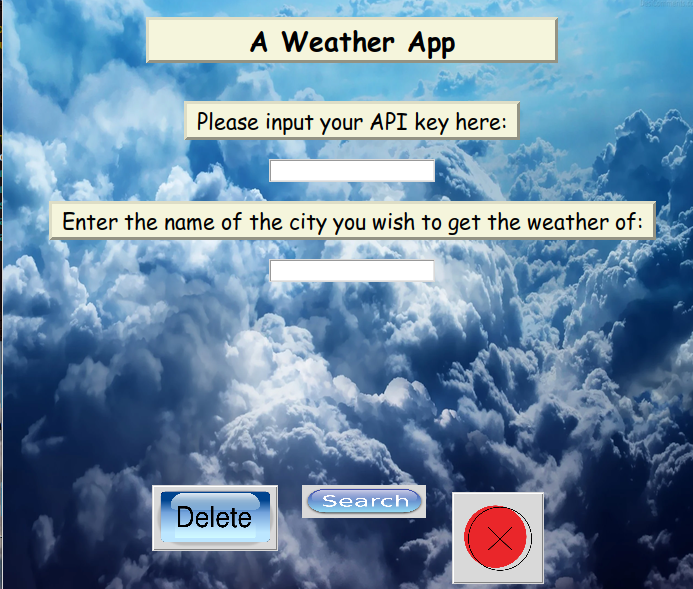 A Weather App
Please input your API key here:
Enter the name of the city you wish to get the weather of:
Delete
Search